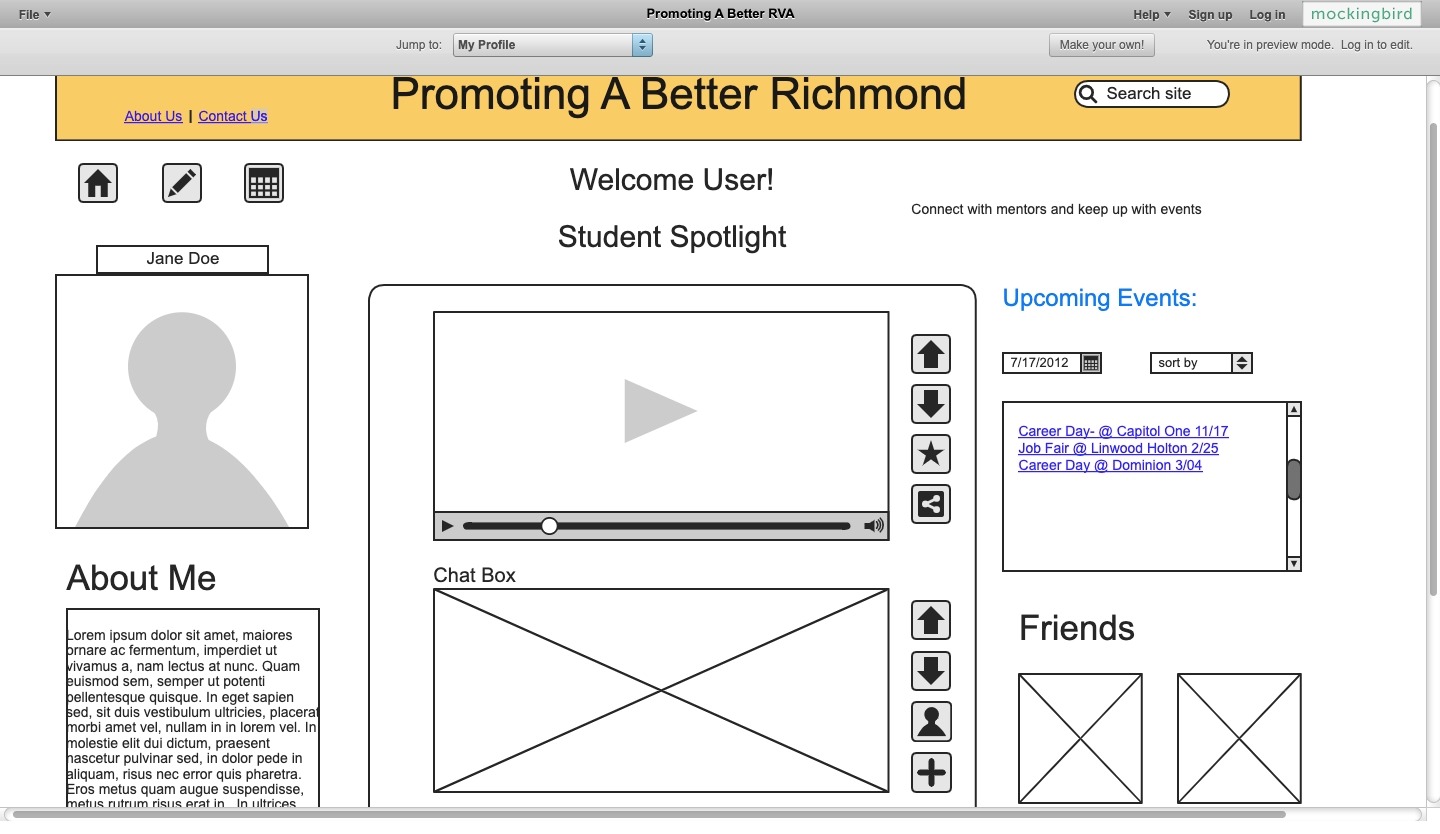 File
Promoting A Better RVA
Help
Sign up
Log in
mockingbird
Jump to:
My Profile
Make your own!
You're in preview mode. Log in to edit.
Promoting A Better Richmond
About Us | Contact Us
Search site
Welcome User!
Connect with mentors and keep up with events
Student Spotlight
Jane Doe
Upcoming Events:
7/17/2012
sort by
Career Day- @ Capitol One 11/17
Job Fair @ Linwood Holton 2/25
Career Day @ Dominion 3/04
About Me
Lorem ipsum dolor sit amet, maiores
ornare ac fermentum, imperdiet ut
vivamus a, nam lectus at nunc. Quam
euismod sem, semper ut potenti
pellentesque quisque. In eget sapien
sed, sit duis vestibulum ultricies, placerat
morbi amet vel, nullam in in lorem vel. In
molestie elit dui dictum, praesent
nascetur pulvinar sed, in dolor pede in
aliquam, risus nec error quis pharetra.
Eros metus quam augue suspendisse,
metus rutrum risus erat in. In ultrices
Chat Box
Friends